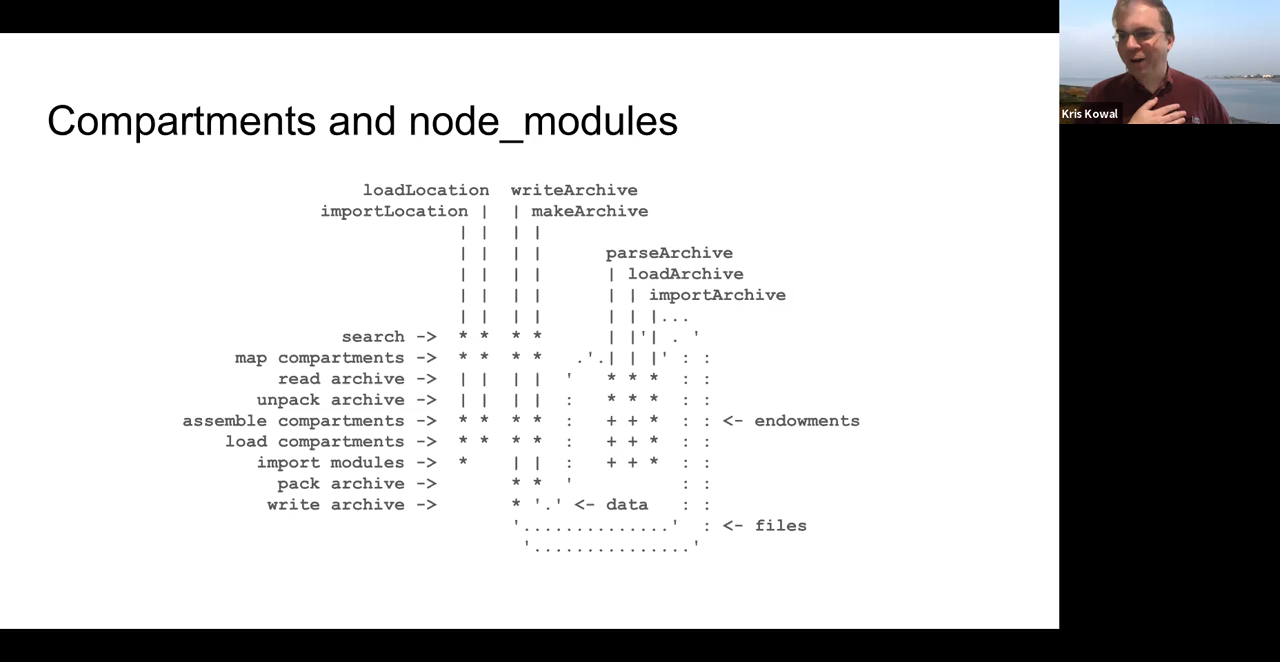 Compartments and node_modules
loadLocation  writeArchive
importLocation |  | makeArchive
| |  | |
| |  | |      parseArchive
| |  | |      | loadArchive
| |  | |      | | importArchive
| |  | |      | | |...
search -> * *  * *      | |'| . '
map compartments -> * *  * *   .'.| | |' : :
read archive -> | |  | |  '   * * *  : :
unpack archive -> | |  | |  :   * * *  : :
assemble compartments -> * *  * *  :   + + *  : : <- endowments
load compartments -> * *  * *  :   + + *  : :
import modules -> *    | |  :   + + *  : :
pack archive ->      * *  '          : :
write archive ->      * '.' <- data   : :
'..............'  : <- files
'...............'
Kris Kowal